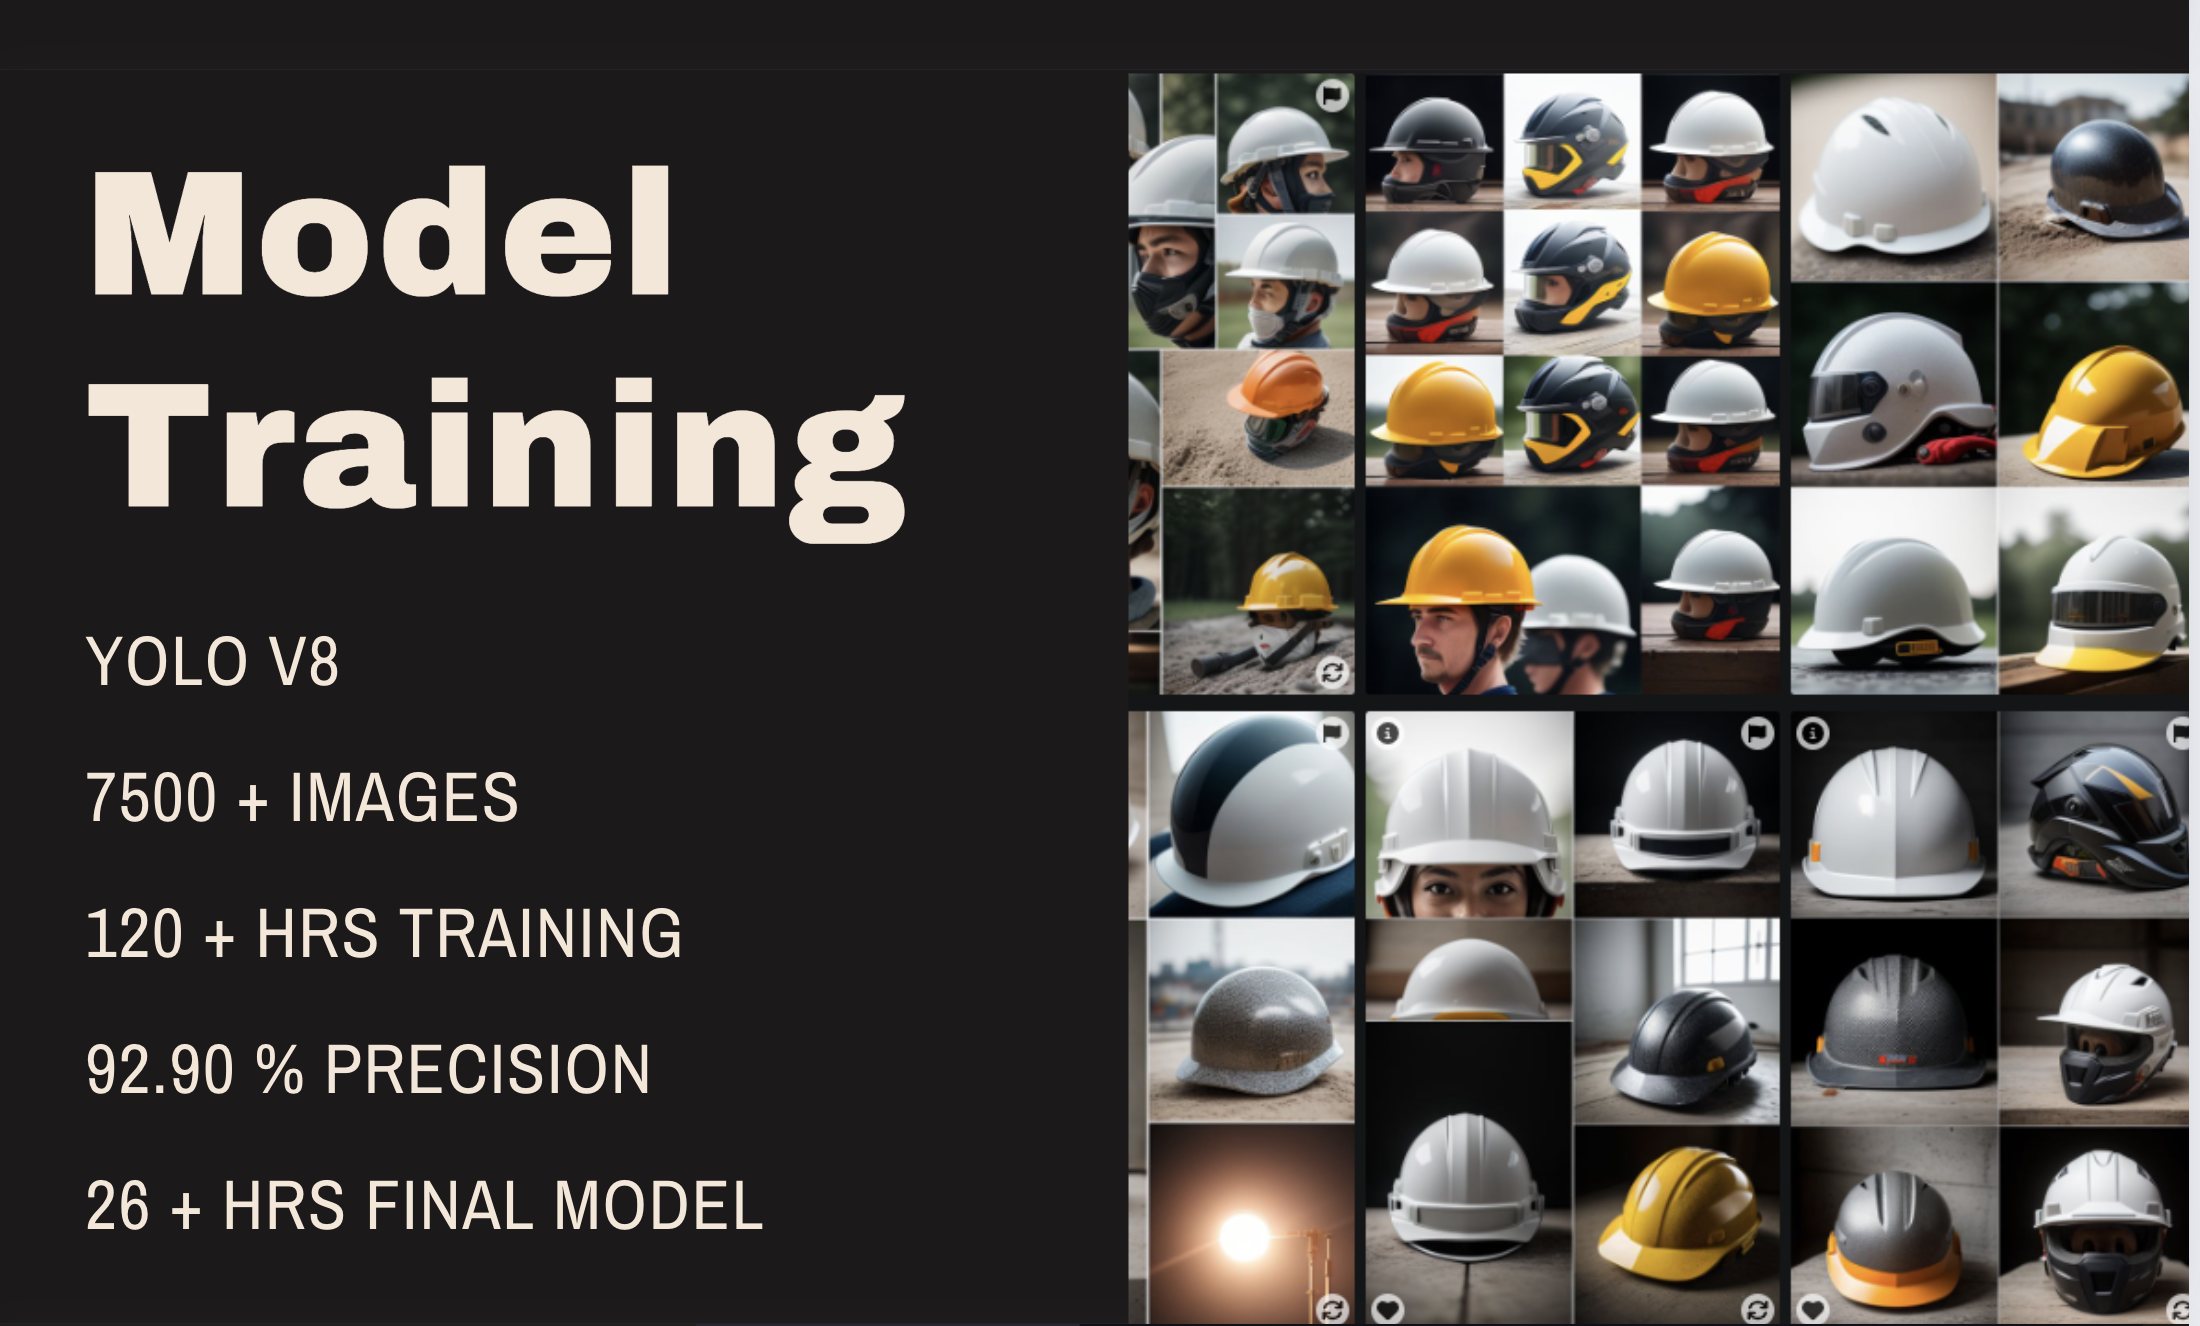 Model
Training
YOLO V8
7500 + IMAGES
120 + HRS TRAINING
92.90 % PRECISION
26 + HRS FINAL MODEL